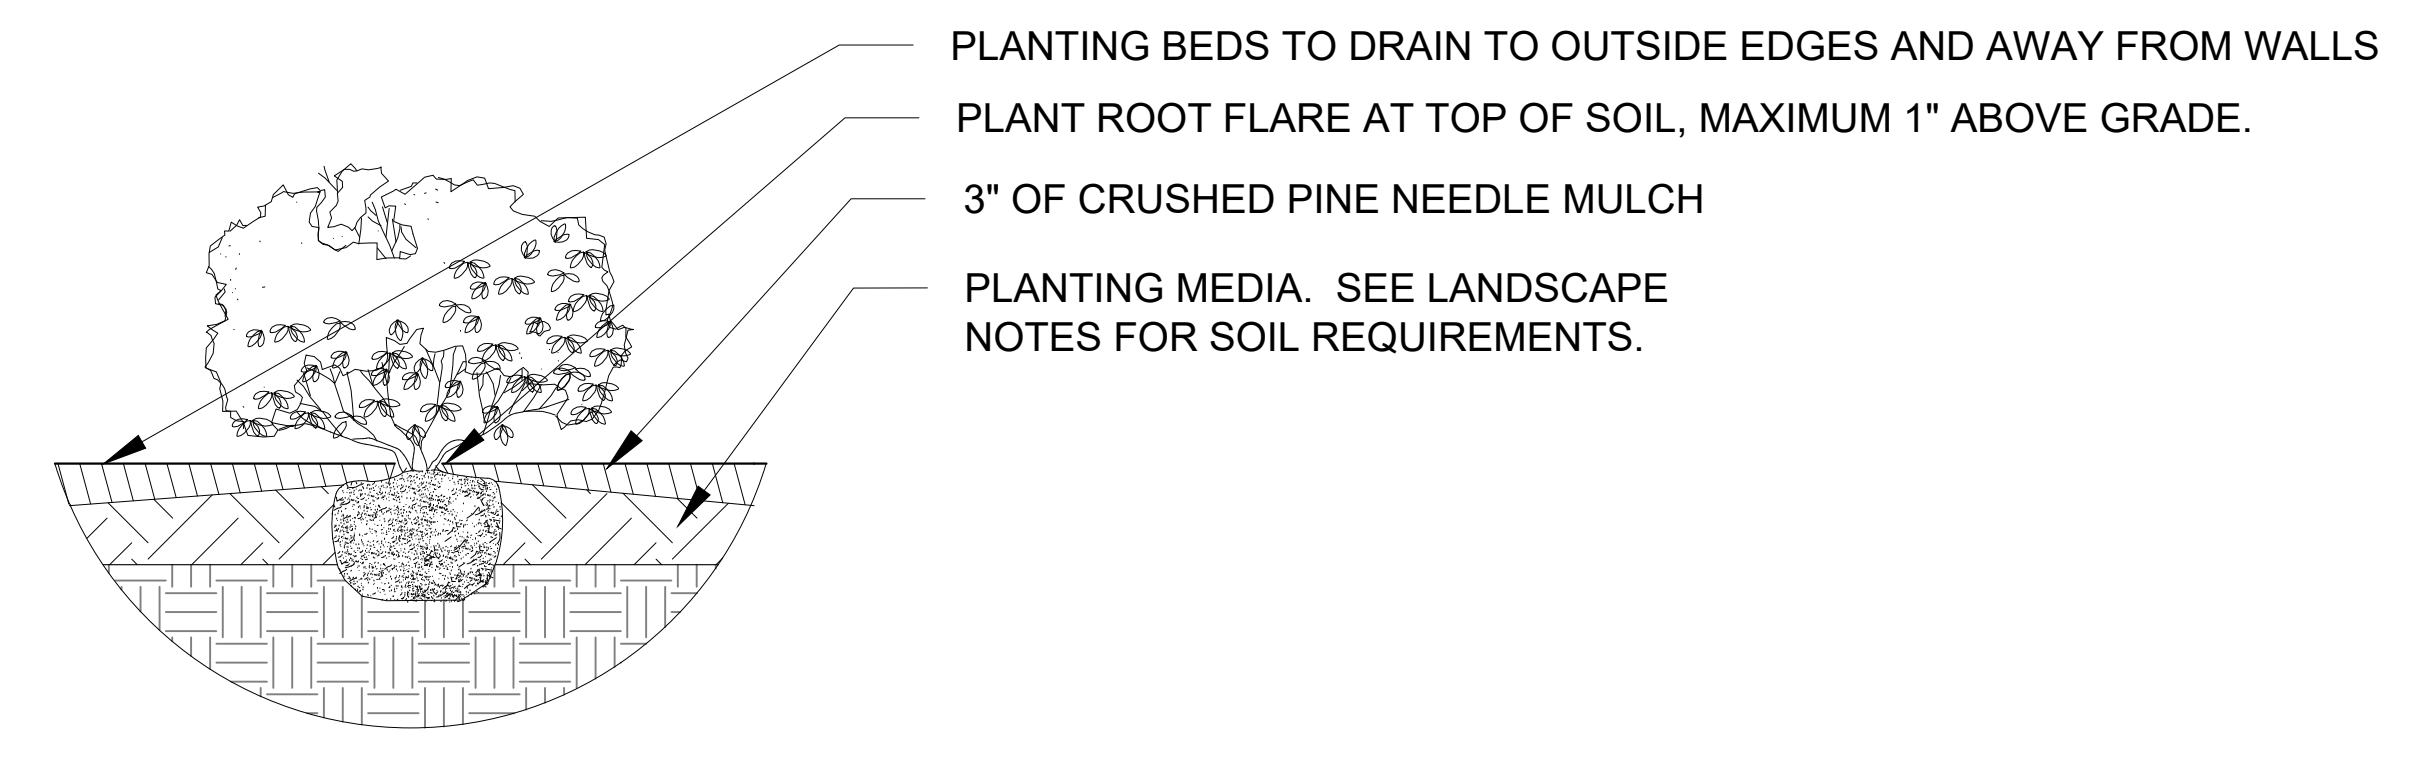 PLANTING BEDS TO DRAIN TO OUTSIDE EDGES AND AWAY FROM WALLS
PLANT ROOT FLARE AT TOP OF SOIL, MAXIMUM 1" ABOVE GRADE.
3" OF CRUSHED PINE NEEDLE MULCH
PLANTING MEDIA.  SEE LANDSCAPE
NOTES FOR SOIL REQUIREMENTS.